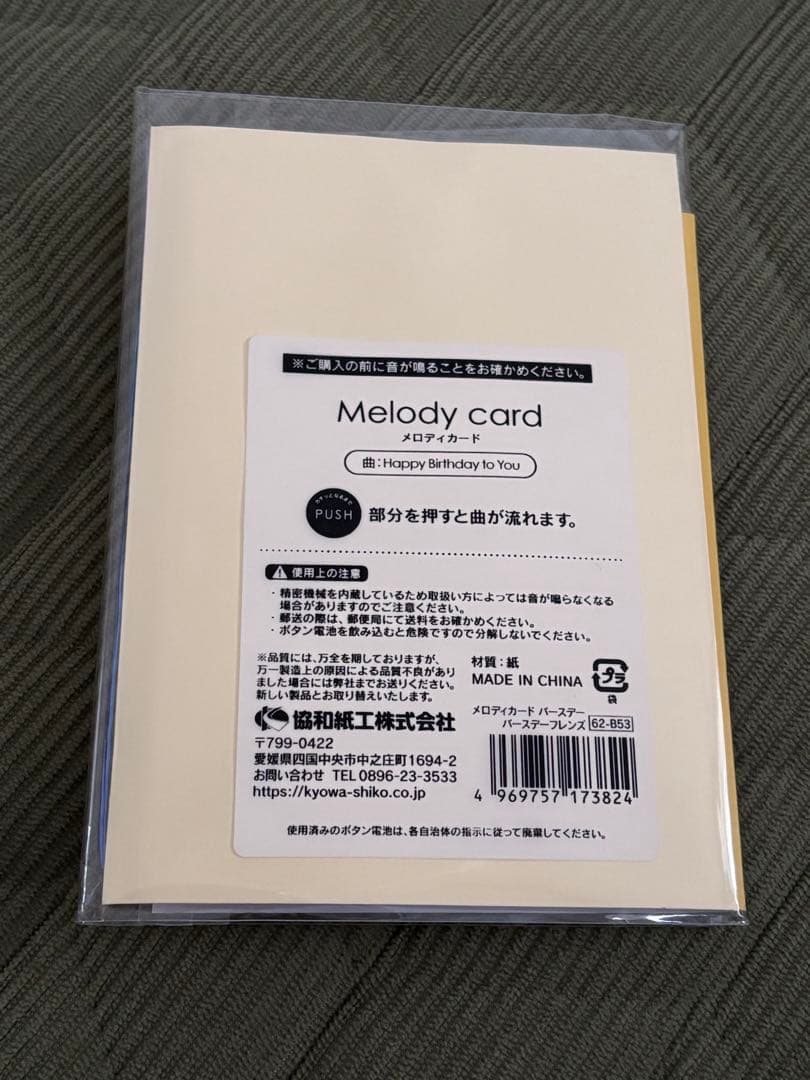 ※ご購入の前に音が鳴ることをお確かめください。
Melody card
メロディカード
曲：Happy Birthday to You
カチッとなるまで
PUSH 部分を押すと曲が流れます。
使用上の注意
・精密機械を内蔵しているため取扱い方によっては音が鳴らなくなる
場合がありますのでご注意ください。
・郵送の際は、郵便局にて送料をお確かめください。
・ボタン電池を飲み込むと危険ですので分解しないでください。
※品質には、万全を期しておりますが、
万一製造上の原因による品質不良があり
ました場合には弊社までお送りください。
新しい製品とお取り替えいたします。
材質：紙
MADE IN CHINA
プラ
袋
協和紙工株式会社
〒799-0422
愛媛県四国中央市中之庄町1694-2
お問い合わせ TEL 0896-23-3533
https://kyowa-shiko.co.jp
メロディカード バースデー
バースデーフレンズ 62-B53
4 969757 173824
使用済みのボタン電池は、各自治体の指示に従って廃棄してください。